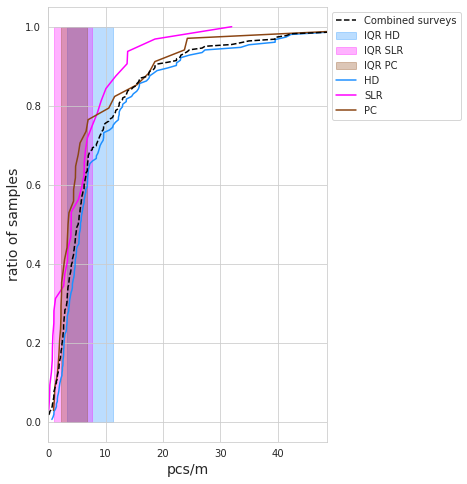 Combined surveys
IQR HD
IQR SLR
IQR PC
HD
SLR
PC
1.0
0.8
0.6
0.4
0.2
0.0
ratio of samples
0
10
20
30
40
pcs/m